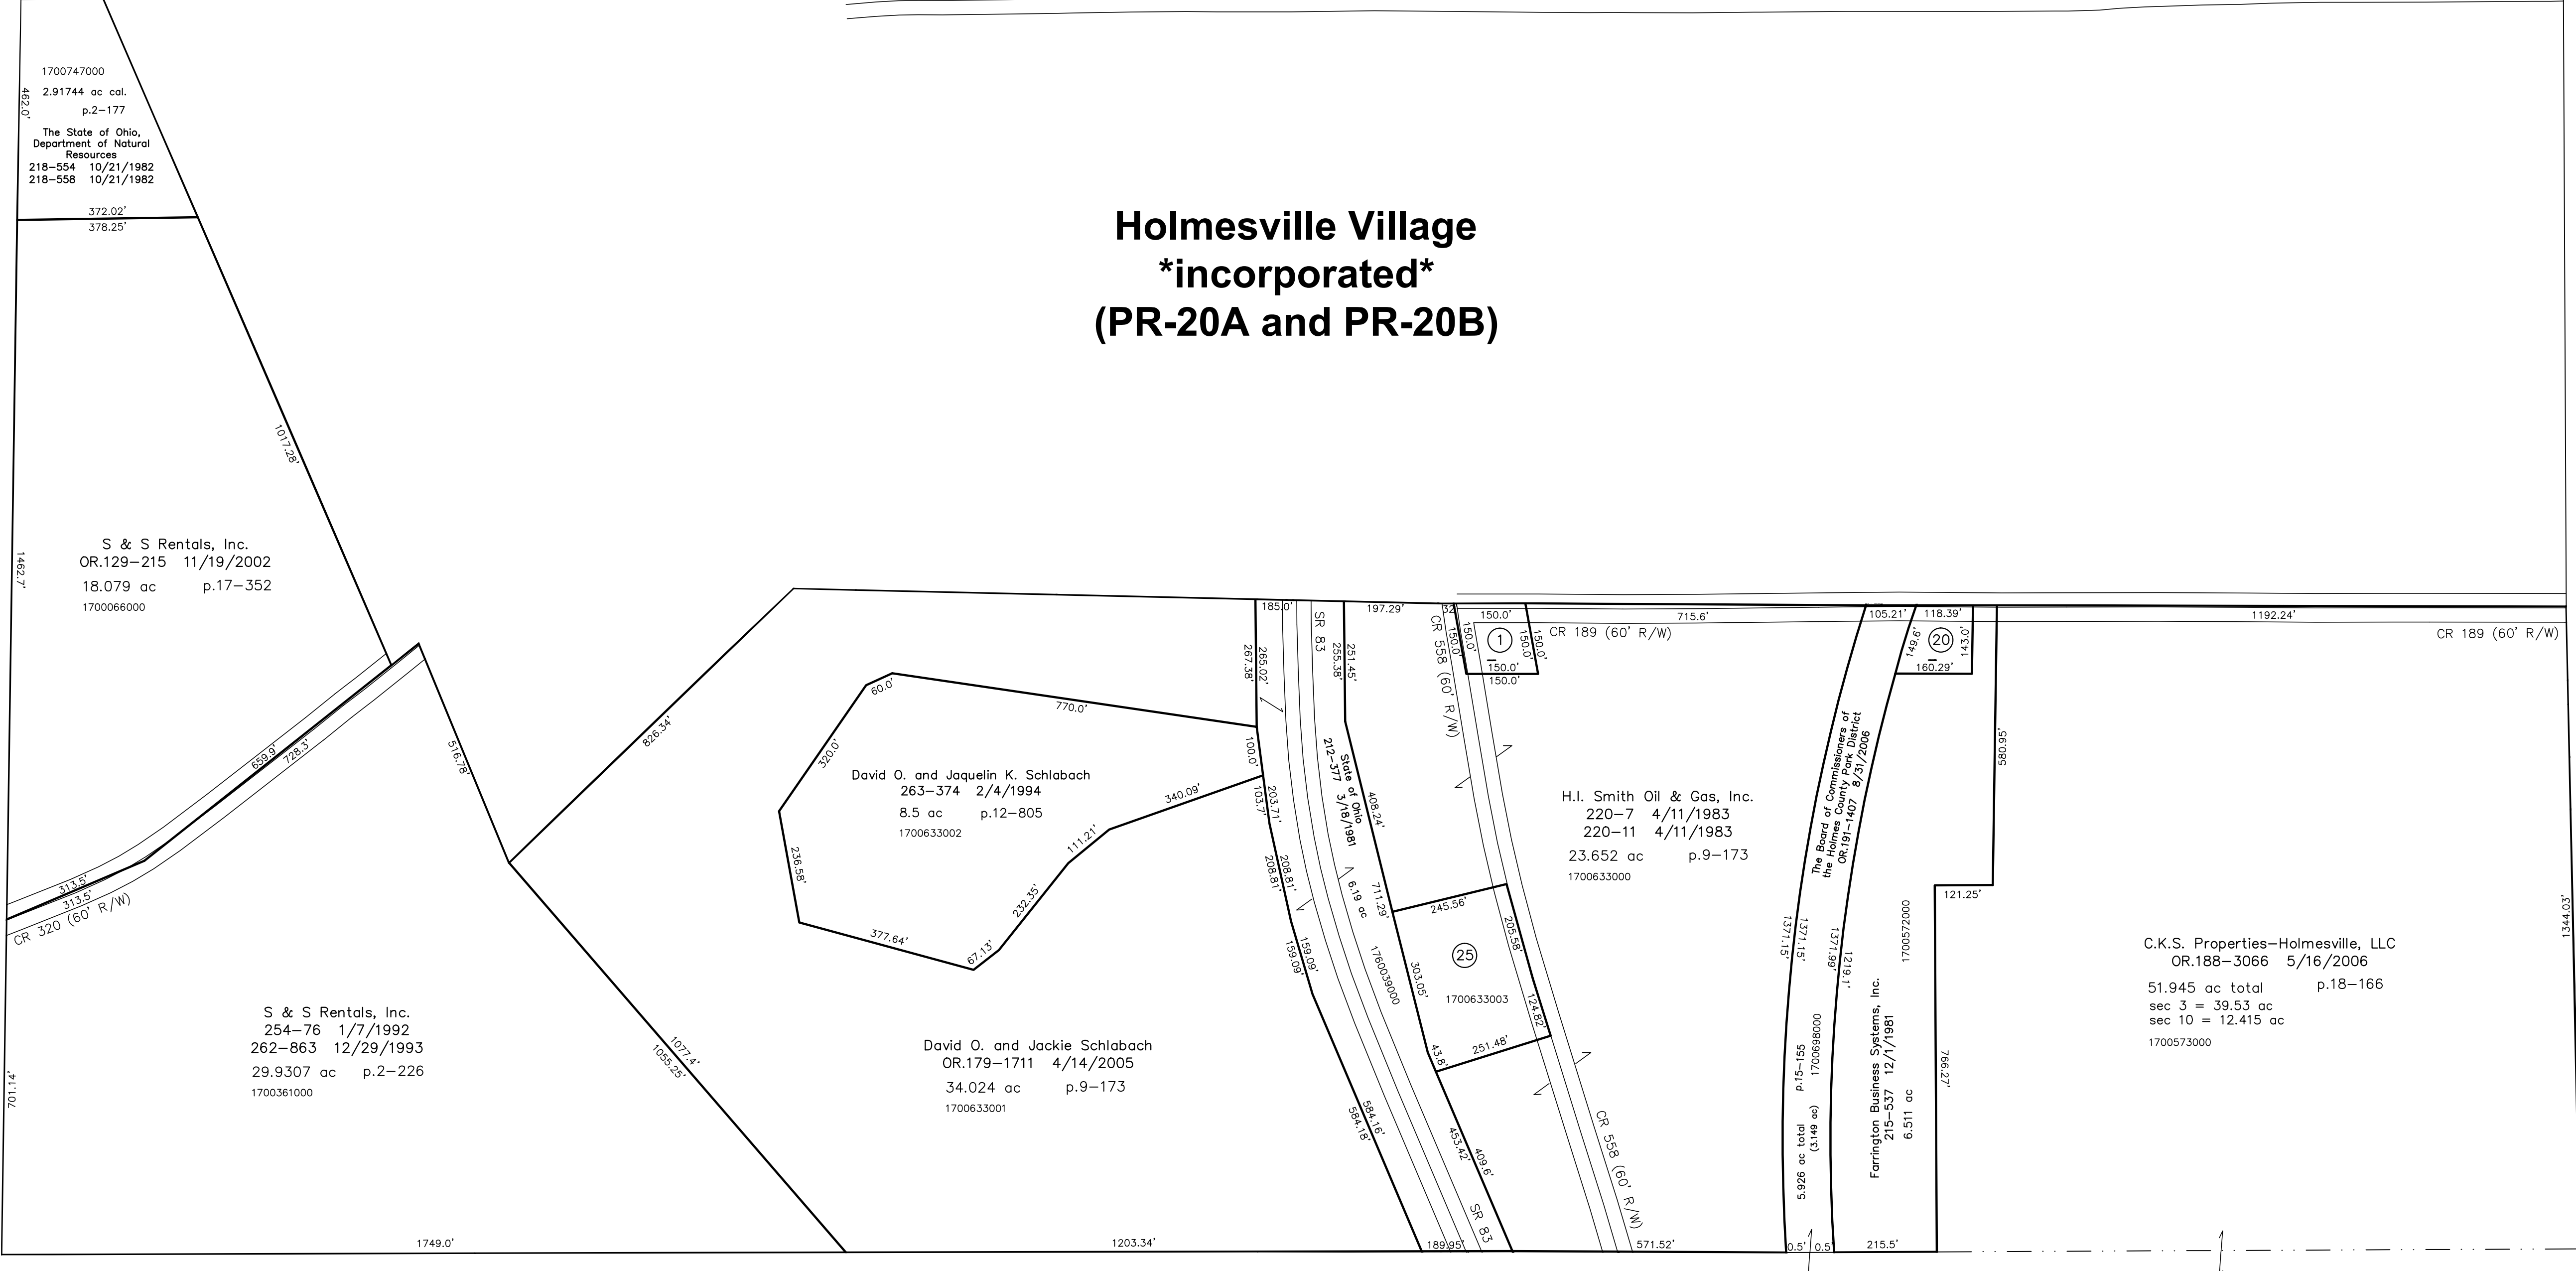 1700747000
2.91744 ac cal.
p.2-177
462.0'
The State of Ohio,
Department of Natural
Resources
218-554 10/21/1982
218-558 10/21/1982
372.02'
378.25'
Holmesville Village
*incorporated*
(PR-20A and PR-20B)
1017.28'
1462.7'
S & S Rentals, Inc.
OR.129-215 11/19/2002
18.079 ac p.17-352
1700066000
659.9'
728.3'
516.78'
313.5'
313.5'
CR 320 (60' R/W)
S & S Rentals, Inc.
254-76 1/7/1992
262-863 12/29/1993
29.9307 ac p.2-226
1700361000
701.14'
1749.0'
1077.4'
1055.25'
826.34'
60.0'
770.0'
320.0'
David O. and Jaquelin K. Schlabach
263-374 2/4/1994
8.5 ac p.12-805
1700633002
340.09'
111.21'
236.58'
232.35'
377.64'
67.13'
David O. and Jackie Schlabach
OR.179-1711 4/14/2005
34.024 ac p.9-173
1700633001
1203.34'
185.0'
267.38'
265.02'
100.0'
103.7'
203.71'
208.81'
208.81'
159.09'
159.09'
584.16'
584.18'
SR 83
197.29'
255.38'
251.45'
State of Ohio
212-377 3/18/1981
6.19 ac
1760039000
408.24'
711.29'
303.05'
43.8'
453.42'
409.6'
SR 83
189.95'
32
CR 558 (60' R/W)
150.0'
150.0'
150.0'
1
150.0'
150.0'
150.0'
150.0'
CR 189 (60' R/W)
715.6'
H.I. Smith Oil & Gas, Inc.
220-7 4/11/1983
220-11 4/11/1983
23.652 ac p.9-173
1700633000
245.56'
205.58'
25
1700633003
124.82'
251.48'
CR 558 (60' R/W)
571.52'
105.21'
118.39'
149.6'
20
143.0'
160.29'
The Board of Commissioners of
the Holmes County Park District
OR.191-1407 8/31/2006
1371.15'
1371.15'
1371.99'
1219.1'
5.926 ac total p.15-155
(3.149 ac) 1700698000
0.5'
0.5'
1700572000
Farrington Business Systems, Inc.
215-537 12/1/1981
6.511 ac
215.5'
580.95'
121.25'
766.27'
1192.24'
CR 189 (60' R/W)
1344.03'
C.K.S. Properties-Holmesville, LLC
OR.188-3066 5/16/2006
51.945 ac total p.18-166
sec 3 = 39.53 ac
sec 10 = 12.415 ac
1700573000